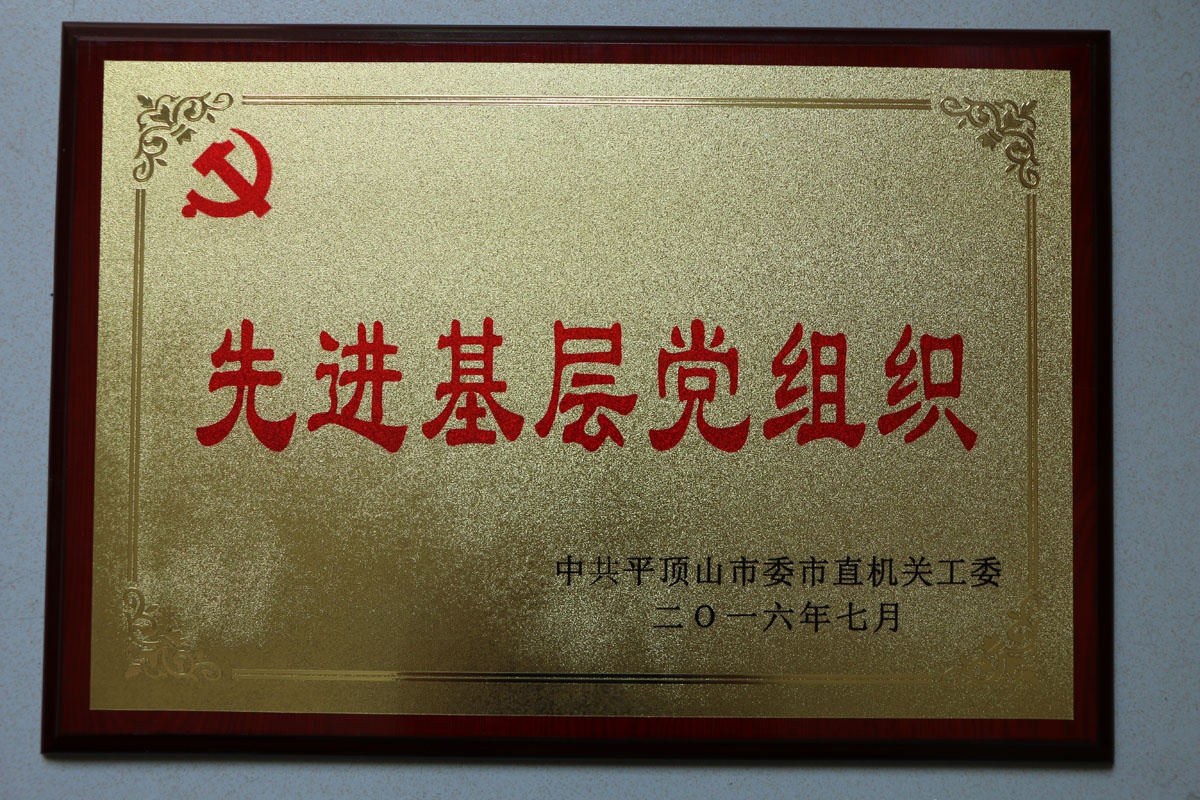 先进基层党组织
中共平顶山市委市直机关工委
二〇一六年七月